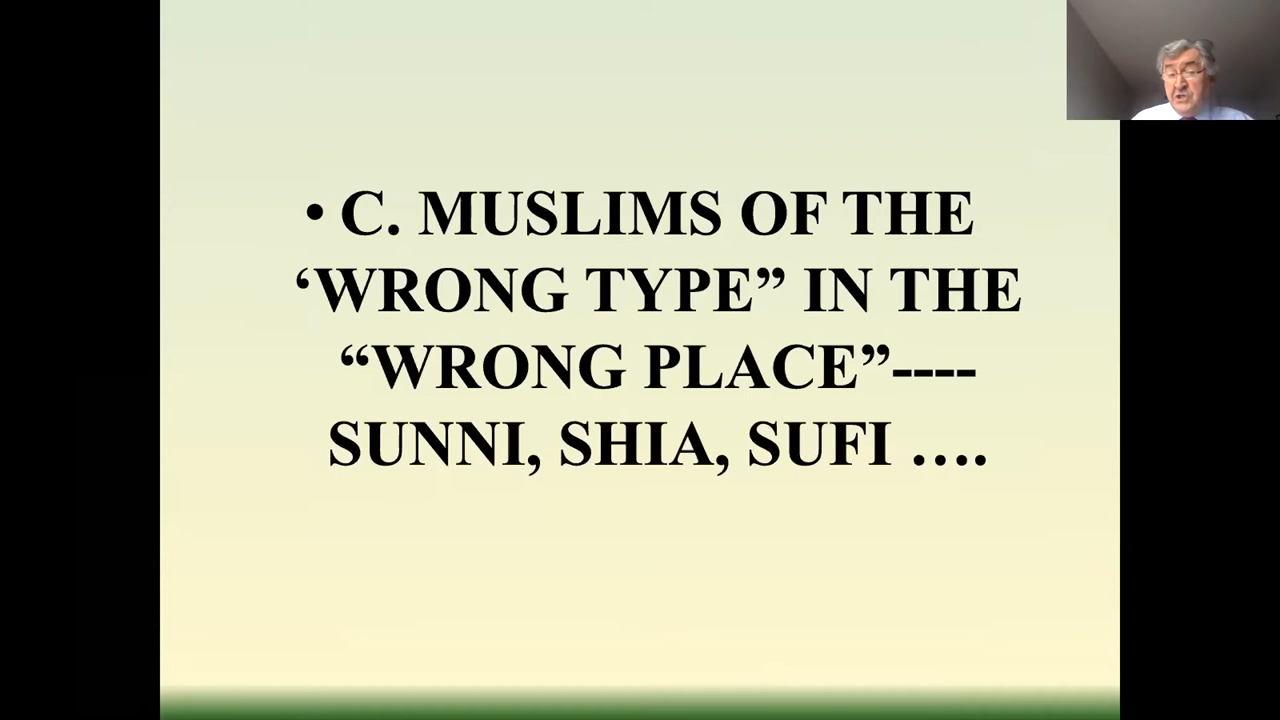 • C. MUSLIMS OF THE
‘WRONG TYPE” IN THE
“WRONG PLACE”----
SUNNI, SHIA, SUFI ….